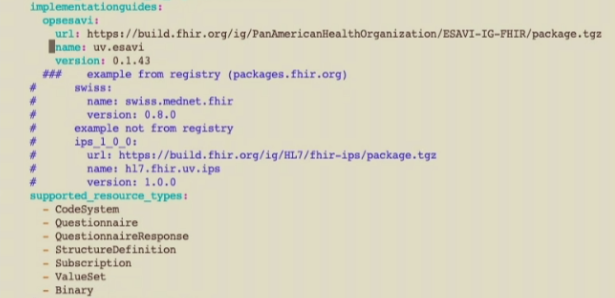 implementationguides:
opsesavi:
url: https://build.fhir.org/ig/PanAmericanHealthOrganization/ESAVI-IG-FHIR/package.tgz
name: uv.esavi
version: 0.1.43
### example from registry (packages.fhir.org)
# swiss:
# name: swiss.mednet.fhir
# version: 0.8.0
# example not from registry
# ips_1_0_0:
# url: https://build.fhir.org/ig/HL7/fhir-ips/package.tgz
# name: hl7.fhir.uv.ips
# version: 1.0.0
supported_resource_types:
- CodeSystem
- Questionnaire
- QuestionnaireResponse
- StructureDefinition
- Subscription
- ValueSet
- Binary